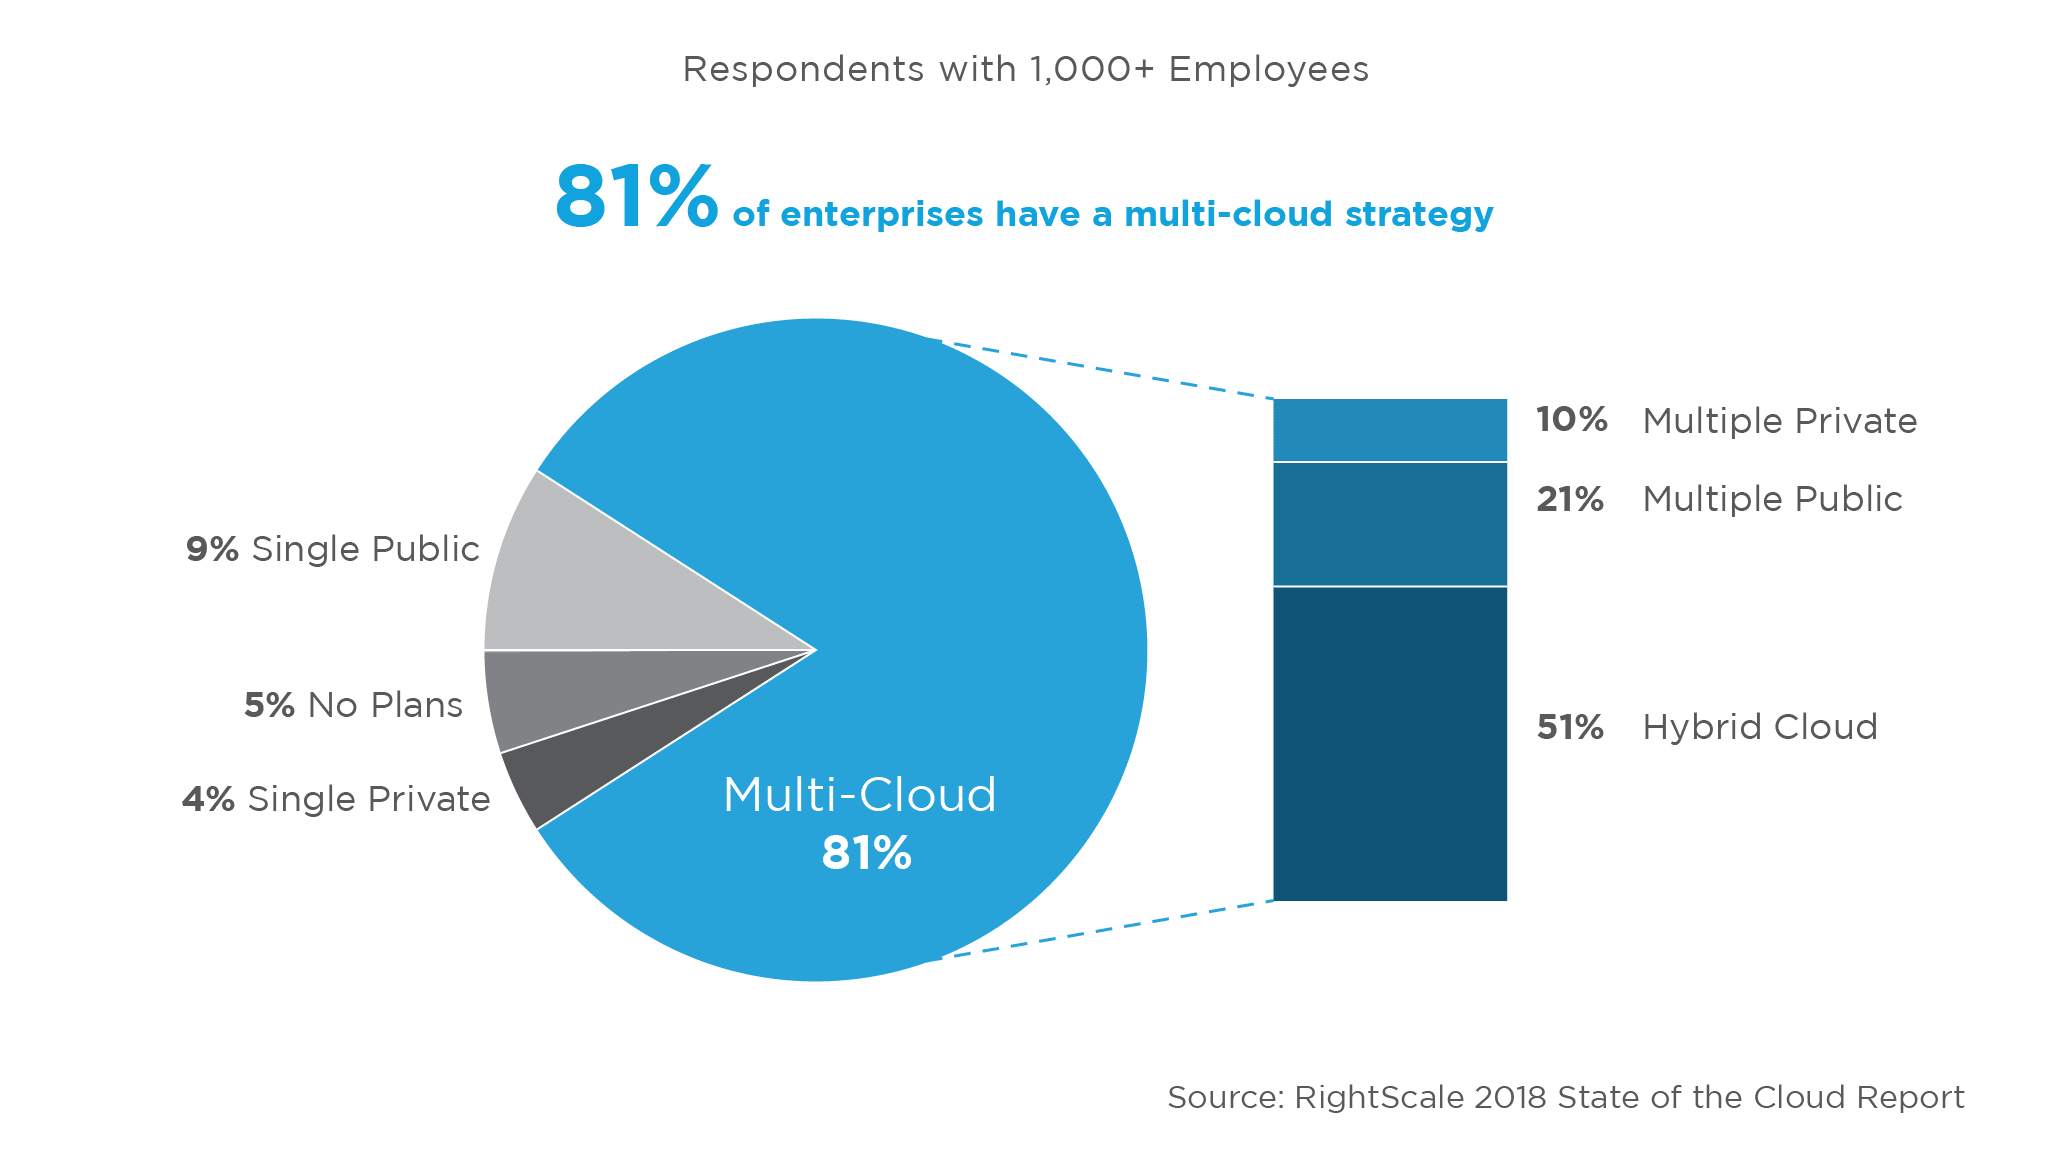 Respondents with 1,000+ Employees
81% of enterprises have a multi-cloud strategy
9% Single Public
5% No Plans
4% Single Private
Multi-Cloud
81%
10% Multiple Private
21% Multiple Public
51% Hybrid Cloud
Source: RightScale 2018 State of the Cloud Report